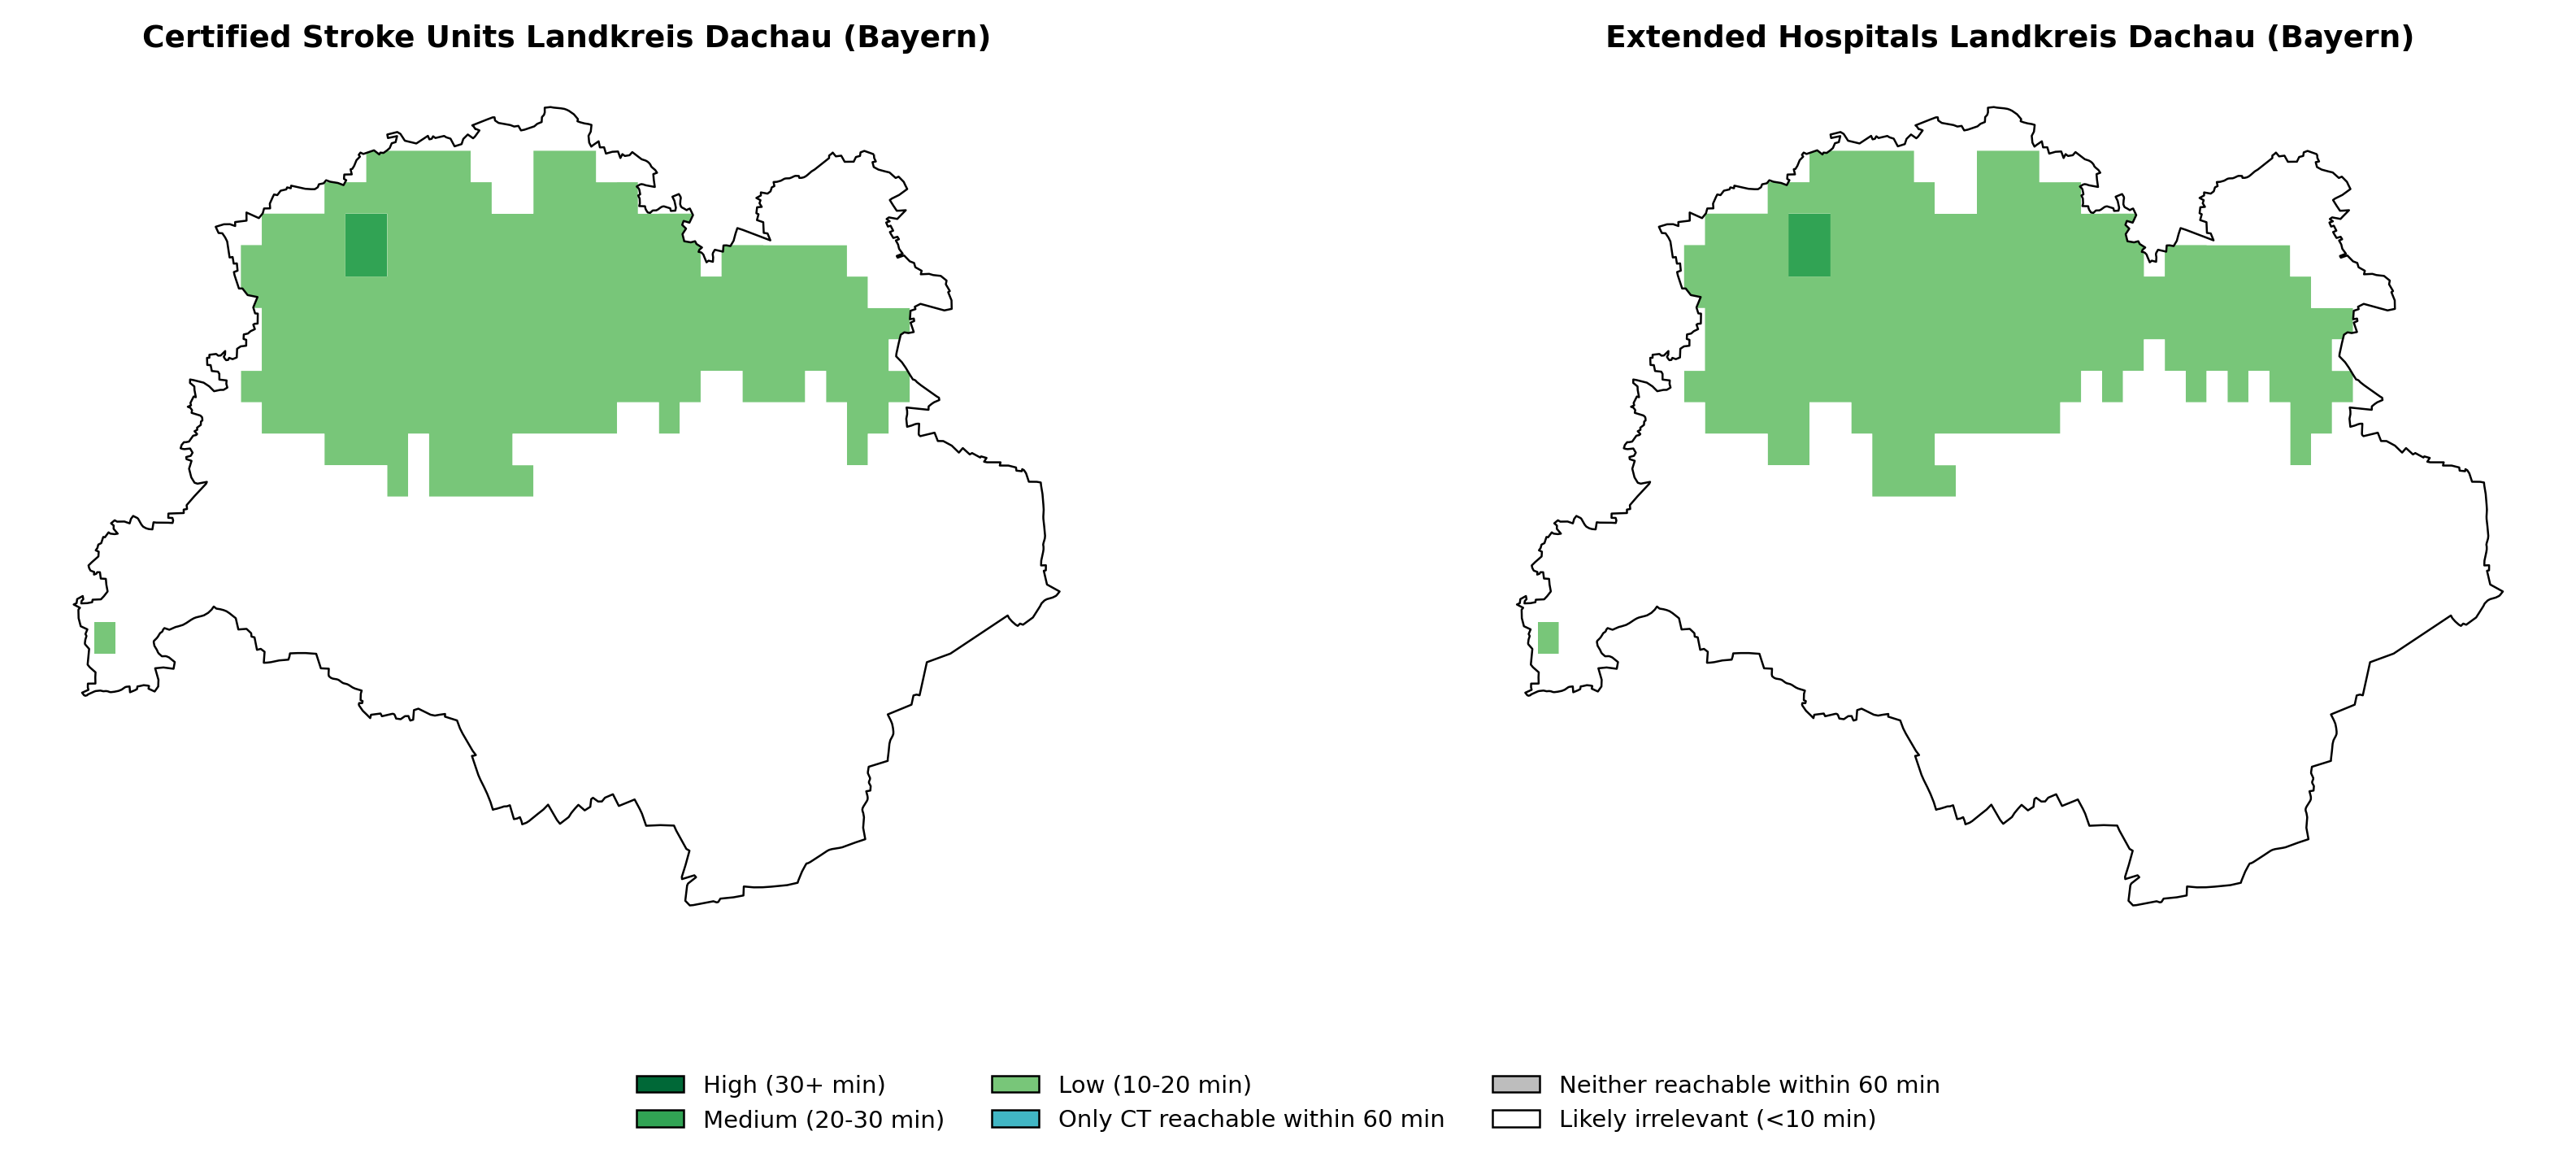 Certified Stroke Units Landkreis Dachau (Bayern)
Extended Hospitals Landkreis Dachau (Bayern)
High (30+ min)
Medium (20-30 min)
Low (10-20 min)
Only CT reachable within 60 min
Neither reachable within 60 min
Likely irrelevant (<10 min)